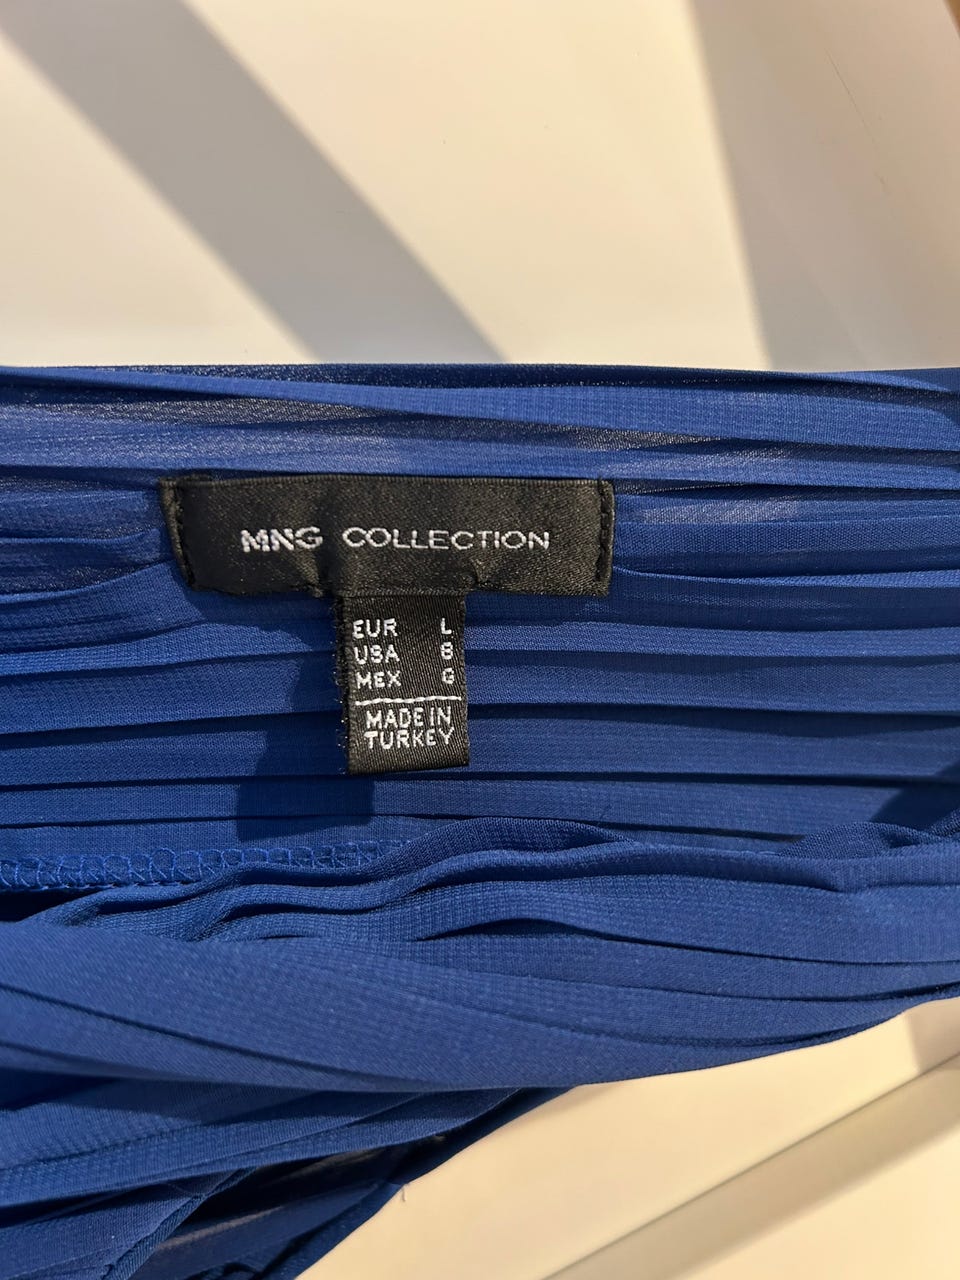 MNG COLLECTION
EUR L
USA 8
MEX G
MADE IN
TURKEY